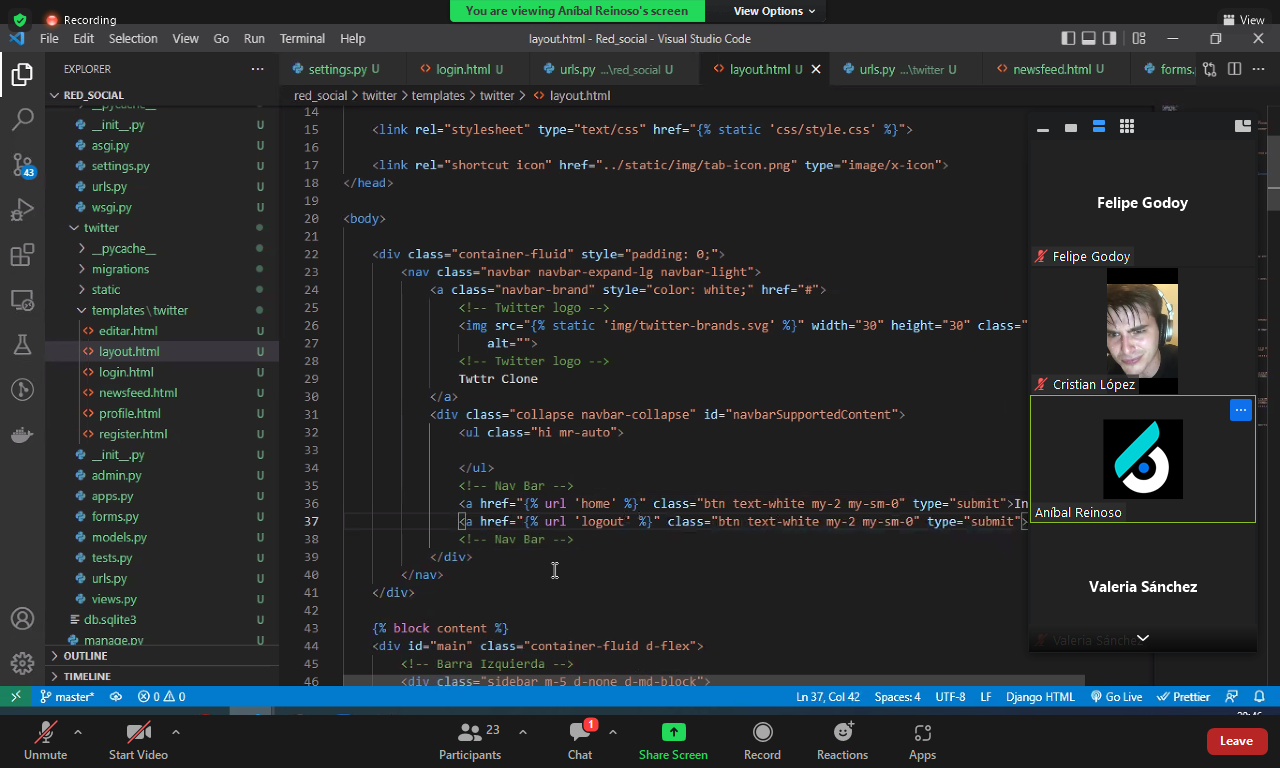 Recording
You are viewing Aníbal Reinoso's screen
View Options
View
File Edit Selection View Go Run Terminal Help
layout.html - Red_social - Visual Studio Code
EXPLORER
settings.py U
login.html U
urls.py ...\red_social U
layout.html U
urls.py ...\twitter U
newsfeed.html U
forms.
RED_SOCIAL
red_social > twitter > templates > twitter > layout.html
__pycache__
__init__.py U
asgi.py U
settings.py U
urls.py U
wsgi.py U
twitter
__pycache__
migrations
static
templates\twitter
editar.html U
layout.html U
login.html U
newsfeed.html U
profile.html U
register.html U
__init__.py U
admin.py U
apps.py U
forms.py U
models.py U
tests.py U
urls.py U
views.py U
db.sqlite3 U
manage.py U
OUTLINE
TIMELINE
43
14
15 <link rel="stylesheet" type="text/css" href="{% static 'css/style.css' %}">
16
17 <link rel="shortcut icon" href="../static/img/tab-icon.png" type="image/x-icon">
18 </head>
19
20 <body>
21
22 <div class="container-fluid" style="padding: 0;">
23 <nav class="navbar navbar-expand-lg navbar-light">
24 <a class="navbar-brand" style="color: white;" href="#">
25 <!-- Twitter logo -->
26 <img src="{% static 'img/twitter-brands.svg' %}" width="30" height="30" class="
27 alt="">
28 <!-- Twitter logo -->
29 Twttr Clone
30 </a>
31 <div class="collapse navbar-collapse" id="navbarSupportedContent">
32 <ul class="hi mr-auto">
33
34 </ul>
35 <!-- Nav Bar -->
36 <a href="{% url 'home' %}" class="btn text-white my-2 my-sm-0" type="submit">In
37 <a href="{% url 'logout' %}" class="btn text-white my-2 my-sm-0" type="submit">
38 <!-- Nav Bar -->
39 </div>
40 </nav>
41 </div>
42
43 {% block content %}
44 <div id="main" class="container-fluid d-flex">
45 <!-- Barra Izquierda -->
46 <div class="sidebar m-5 d-none d-md-block">
Felipe Godoy
Felipe Godoy
Cristian López
Aníbal Reinoso
Valeria Sánchez
Valeria Sánchez
master* 0 0
Ln 37, Col 42 Spaces: 4 UTF-8 LF Django HTML Go Live Prettier
Unmute
Start Video
Participants 23
Chat 1
Share Screen
Record
Reactions
Apps
Leave